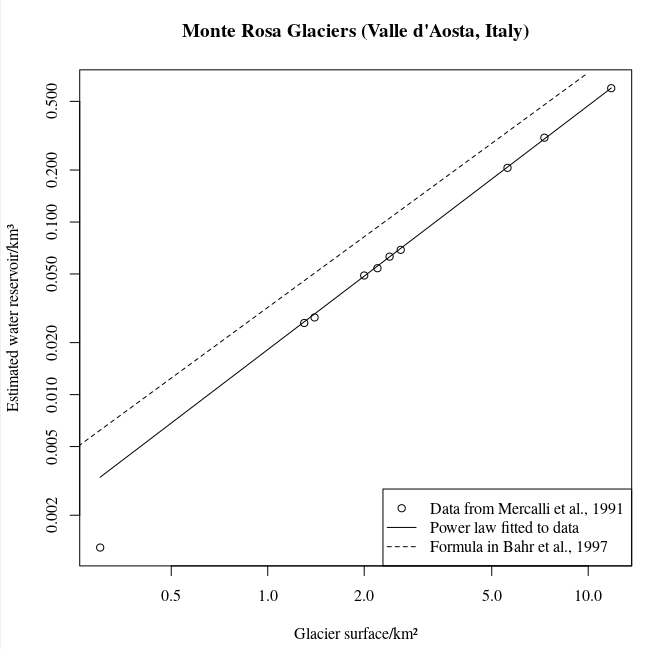 Monte Rosa Glaciers (Valle d'Aosta, Italy)
Estimated water reservoir/km³
0.500
0.200
0.100
0.050
0.020
0.010
0.005
0.002
Data from Mercalli et al., 1991
Power law fitted to data
Formula in Bahr et al., 1997
0.5 1.0 2.0 5.0 10.0
Glacier surface/km²